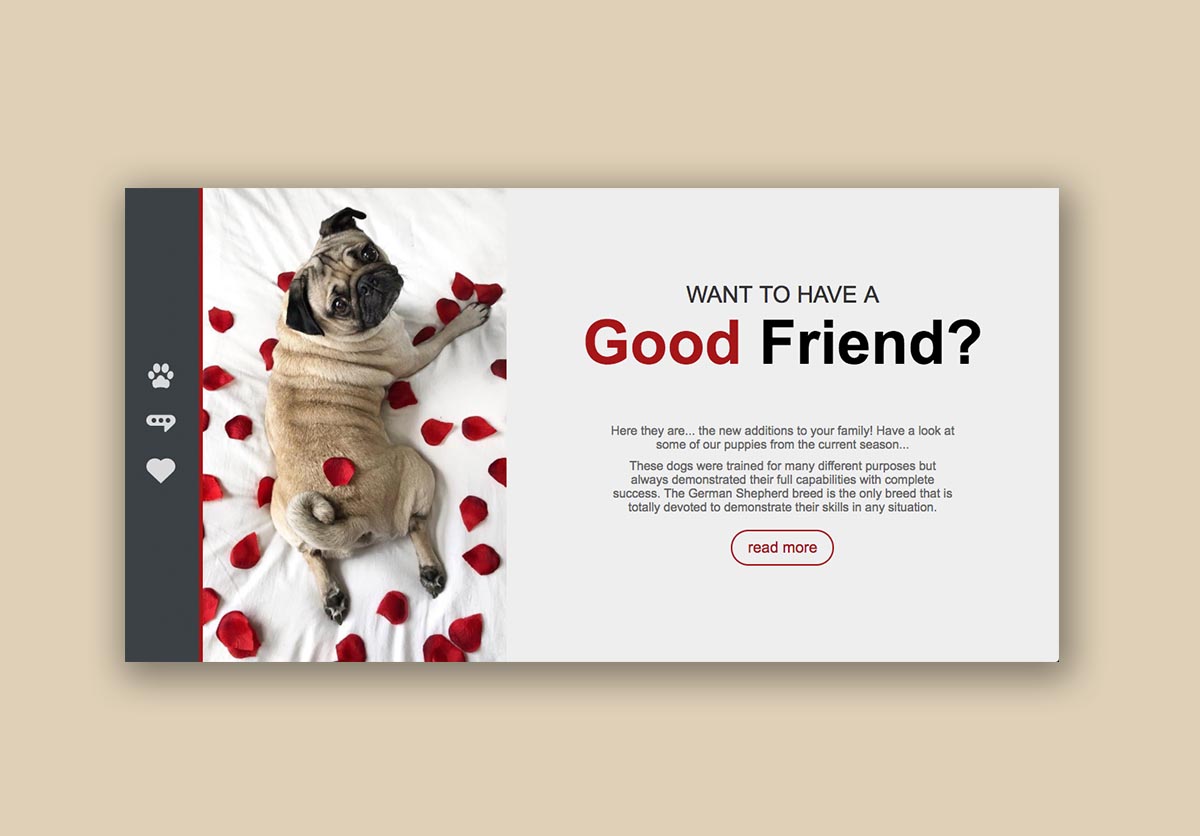 WANT TO HAVE A
Good Friend?
Here they are... the new additions to your family! Have a look at
some of our puppies from the current season...
These dogs were trained for many different purposes but
always demonstrated their full capabilities with complete
success. The German Shepherd breed is the only breed that is
totally devoted to demonstrate their skills in any situation.
read more